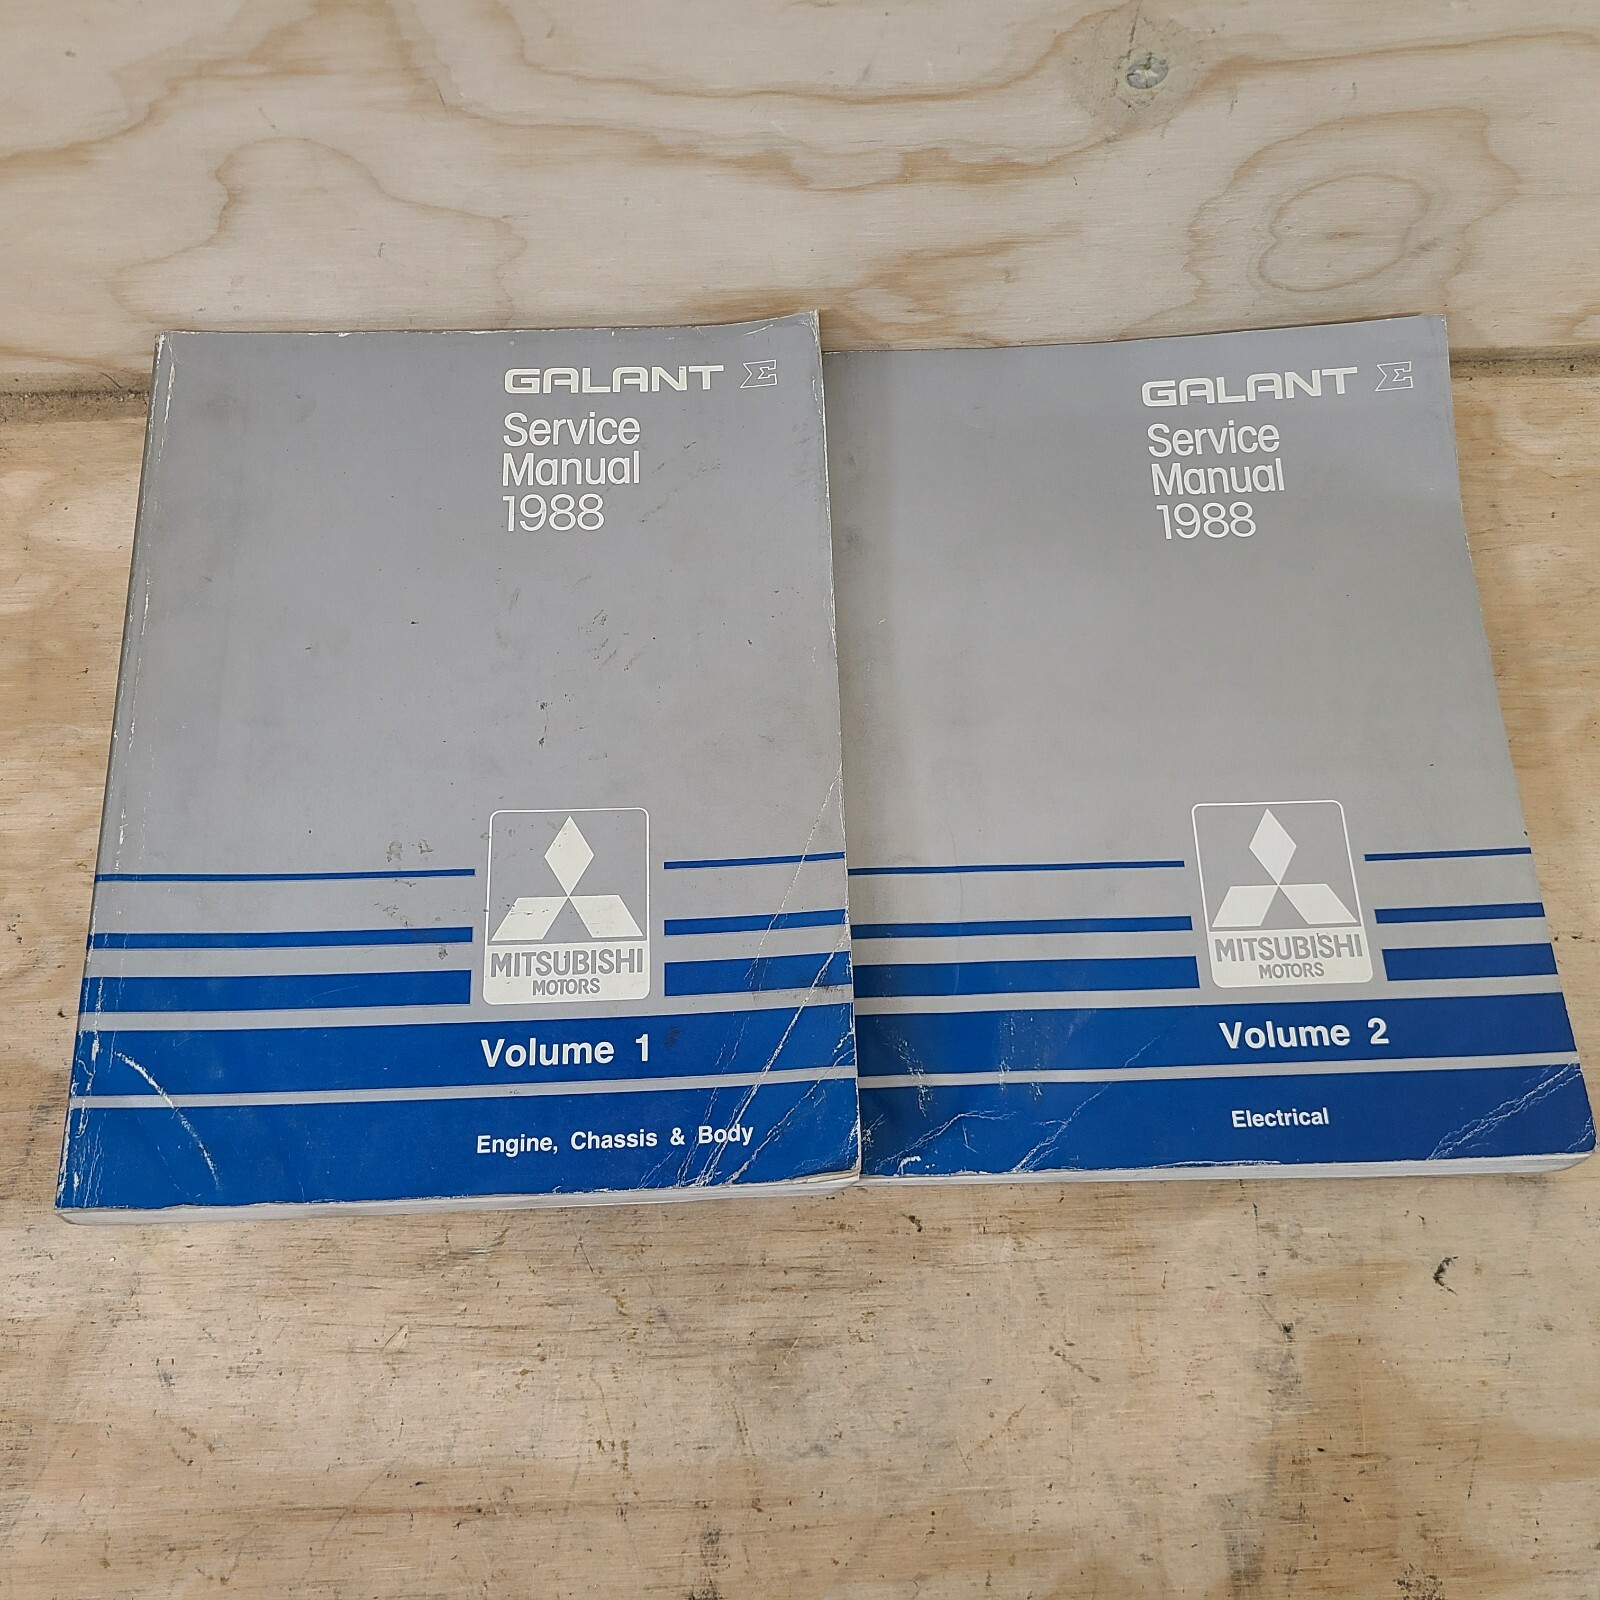 GALANT Σ
Service
Manual
1988
MITSUBISHI
MOTORS
Volume 1
Engine, Chassis & Body
GALANT Σ
Service
Manual
1988
MITSUBISHI
MOTORS
Volume 2
Electrical